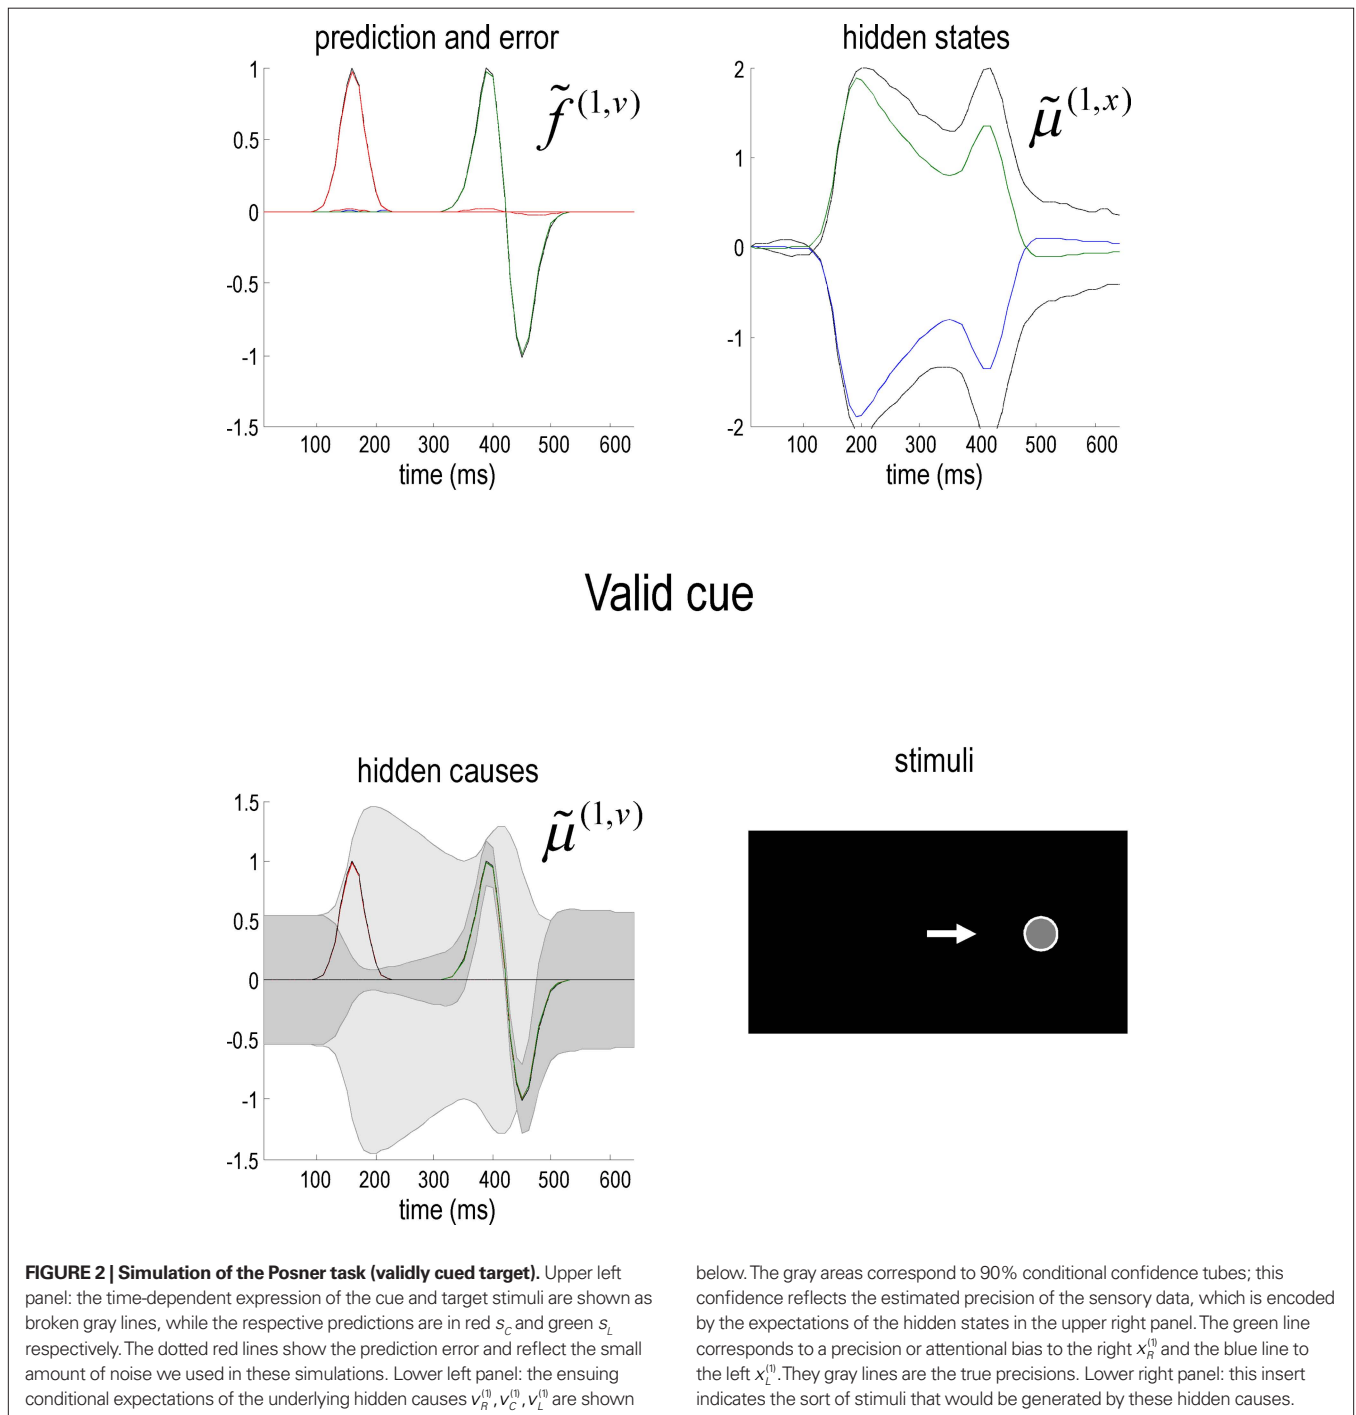 prediction and error
f̃ (1,v)
1
0.5
0
-0.5
-1
-1.5
100 200 300 400 500 600
time (ms)
hidden states
μ̃ (1,x)
2
1
0
-1
-2
100 200 300 400 500 600
time (ms)
Valid cue
hidden causes
μ̃ (1,v)
1.5
1
0.5
0
-0.5
-1
-1.5
100 200 300 400 500 600
time (ms)
stimuli
FIGURE 2 | Simulation of the Posner task (validly cued target). Upper left
panel: the time-dependent expression of the cue and target stimuli are shown as
broken gray lines, while the respective predictions are in red s_C and green s_L
respectively. The dotted red lines show the prediction error and reflect the small
amount of noise we used in these simulations. Lower left panel: the ensuing
conditional expectations of the underlying hidden causes v_R^(1), v_C^(1), v_L^(1) are shown
below. The gray areas correspond to 90% conditional confidence tubes; this
confidence reflects the estimated precision of the sensory data, which is encoded
by the expectations of the hidden states in the upper right panel. The green line
corresponds to a precision or attentional bias to the right x_R^(1) and the blue line to
the left x_L^(1). They gray lines are the true precisions. Lower right panel: this insert
indicates the sort of stimuli that would be generated by these hidden causes.